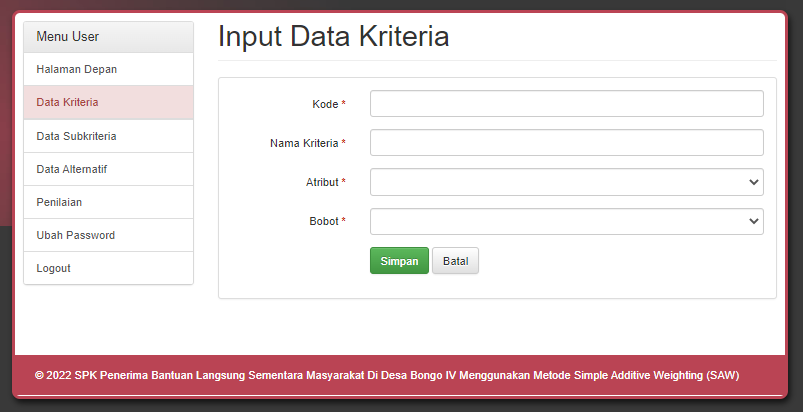 Menu User
Halaman Depan
Data Kriteria
Data Subkriteria
Data Alternatif
Penilaian
Ubah Password
Logout
Input Data Kriteria
Kode *
Nama Kriteria *
Atribut *
Bobot *
Simpan Batal
© 2022 SPK Penerima Bantuan Langsung Sementara Masyarakat Di Desa Bongo IV Menggunakan Metode Simple Additive Weighting (SAW)